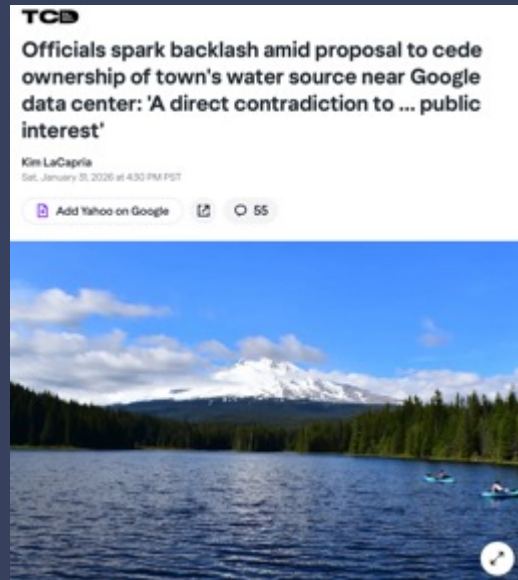 TCD
Officials spark backlash amid proposal to cede
ownership of town's water source near Google
data center: 'A direct contradiction to ... public
interest'
Kim LaCapria
Sat, January 31, 2026 at 4:30 PM PST
Add Yahoo on Google
55